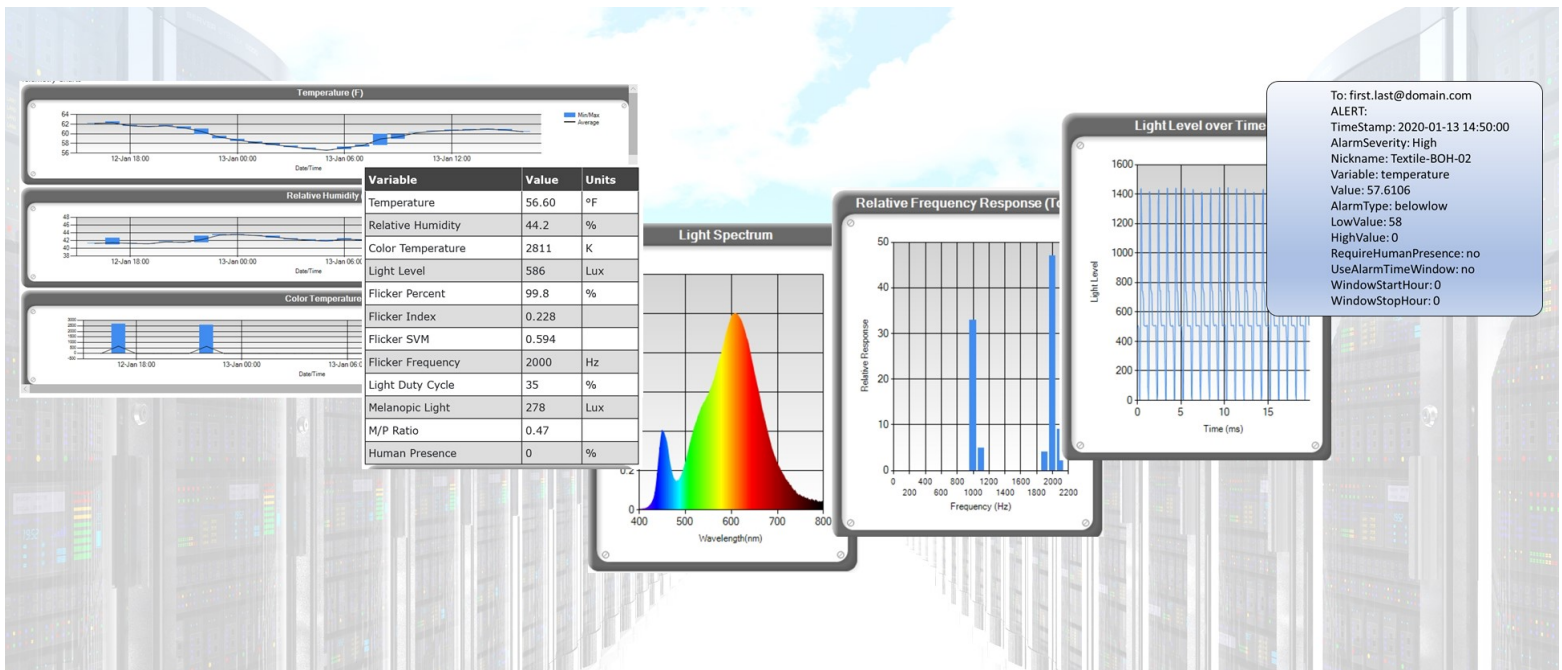 Temperature (F)
64
62
60
58
56
12-Jan 18:00 13-Jan 00:00 13-Jan 06:00 13-Jan 12:00
Date/Time
Min/Max
Average
Relative Humidity
48
46
44
42
40
38
12-Jan 18:00 13-Jan 00:00 13-Jan 06:00
Date/Time
Color Temperature
3000
2500
2000
1500
1000
500
0
-500
12-Jan 18:00 13-Jan 00:00 13-Jan 06:0
Date/Time
Variable Value Units
Temperature 56.60 °F
Relative Humidity 44.2 %
Color Temperature 2811 K
Light Level 586 Lux
Flicker Percent 99.8 %
Flicker Index 0.228
Flicker SVM 0.594
Flicker Frequency 2000 Hz
Light Duty Cycle 35 %
Melanopic Light 278 Lux
M/P Ratio 0.47
Human Presence 0 %
Light Spectrum
0.2
0
400 500 600 700 800
Wavelength(nm)
Relative Frequency Response
50
40
30
20
10
0
Relative Response
0 400 800 1200 1600 2000
200 600 1000 1400 1800 2200
Frequency (Hz)
Light Level over Time
1600
1400
1200
1000
800
600
400
200
0
Light Level
0 5 10 15
Time (ms)
To: first.last@domain.com
ALERT:
TimeStamp: 2020-01-13 14:50:00
AlarmSeverity: High
Nickname: Textile-BOH-02
Variable: temperature
Value: 57.6106
AlarmType: belowlow
LowValue: 58
HighValue: 0
RequireHumanPresence: no
UseAlarmTimeWindow: no
WindowStartHour: 0
WindowStopHour: 0